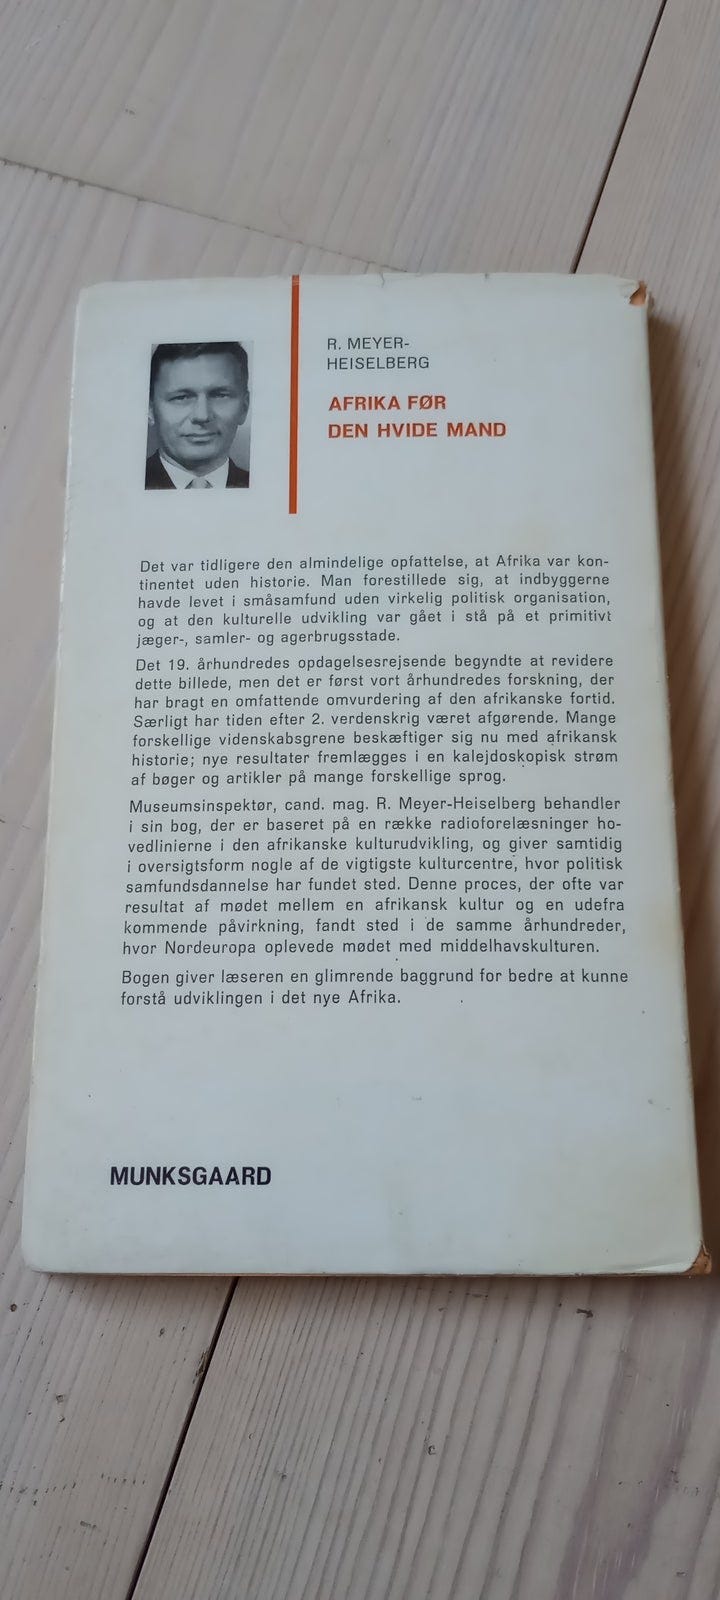 R. MEYER-
HEISELBERG
AFRIKA FØR
DEN HVIDE MAND
Det var tidligere den almindelige opfattelse, at Afrika var kon-
tinentet uden historie. Man forestillede sig, at indbyggerne
havde levet i småsamfund uden virkelig politisk organisation,
og at den kulturelle udvikling var gået i stå på et primitivt
jæger-, samler- og agerbrugsstade.
Det 19. århundredes opdagelsesrejsende begyndte at revidere
dette billede, men det er først vort århundredes forskning, der
har bragt en omfattende omvurdering af den afrikanske fortid.
Særligt har tiden efter 2. verdenskrig været afgørende. Mange
forskellige videnskabsgrene beskæftiger sig nu med afrikansk
historie; nye resultater fremlægges i en kalejdoskopisk strøm
af bøger og artikler på mange forskellige sprog.
Museumsinspektør, cand. mag. R. Meyer-Heiselberg behandler
i sin bog, der er baseret på en række radioforelæsninger ho-
vedlinierne i den afrikanske kulturudvikling, og giver samtidig
i oversigtsform nogle af de vigtigste kulturcentre, hvor politisk
samfundsdannelse har fundet sted. Denne proces, der ofte var
resultat af mødet mellem en afrikansk kultur og en udefra
kommende påvirkning, fandt sted i de samme århundreder,
hvor Nordeuropa oplevede mødet med middelhavskulturen.
Bogen giver læseren en glimrende baggrund for bedre at kunne
forstå udviklingen i det nye Afrika.
MUNKSGAARD